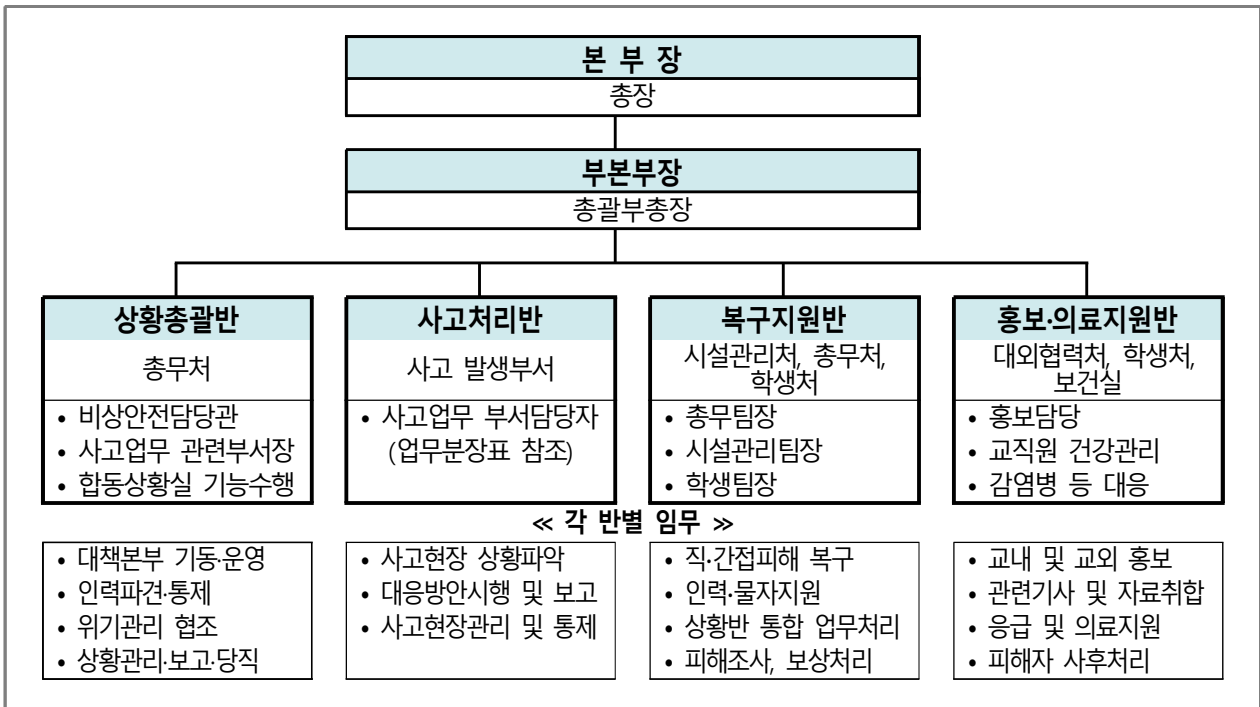 본 부 장
총장
부본부장
총괄부총장
상황총괄반
총무처
• 비상안전담당관
• 사고업무 관련부서장
• 합동상황실 기능수행
사고처리반
사고 발생부서
• 사고업무 부서담당자
(업무분장표 참조)
복구지원반
시설관리처, 총무처,
학생처
• 총무팀장
• 시설관리팀장
• 학생팀장
홍보·의료지원반
대외협력처, 학생처,
보건실
• 홍보담당
• 교직원 건강관리
• 감염병 등 대응
≪ 각 반별 임무 ≫
• 대책본부 기동·운영
• 인력파견·통제
• 위기관리 협조
• 상황관리·보고·당직
• 사고현장 상황파악
• 대응방안시행 및 보고
• 사고현장관리 및 통제
• 직·간접피해 복구
• 인력·물자지원
• 상황반 통합 업무처리
• 피해조사, 보상처리
• 교내 및 교외 홍보
• 관련기사 및 자료취합
• 응급 및 의료지원
• 피해자 사후처리